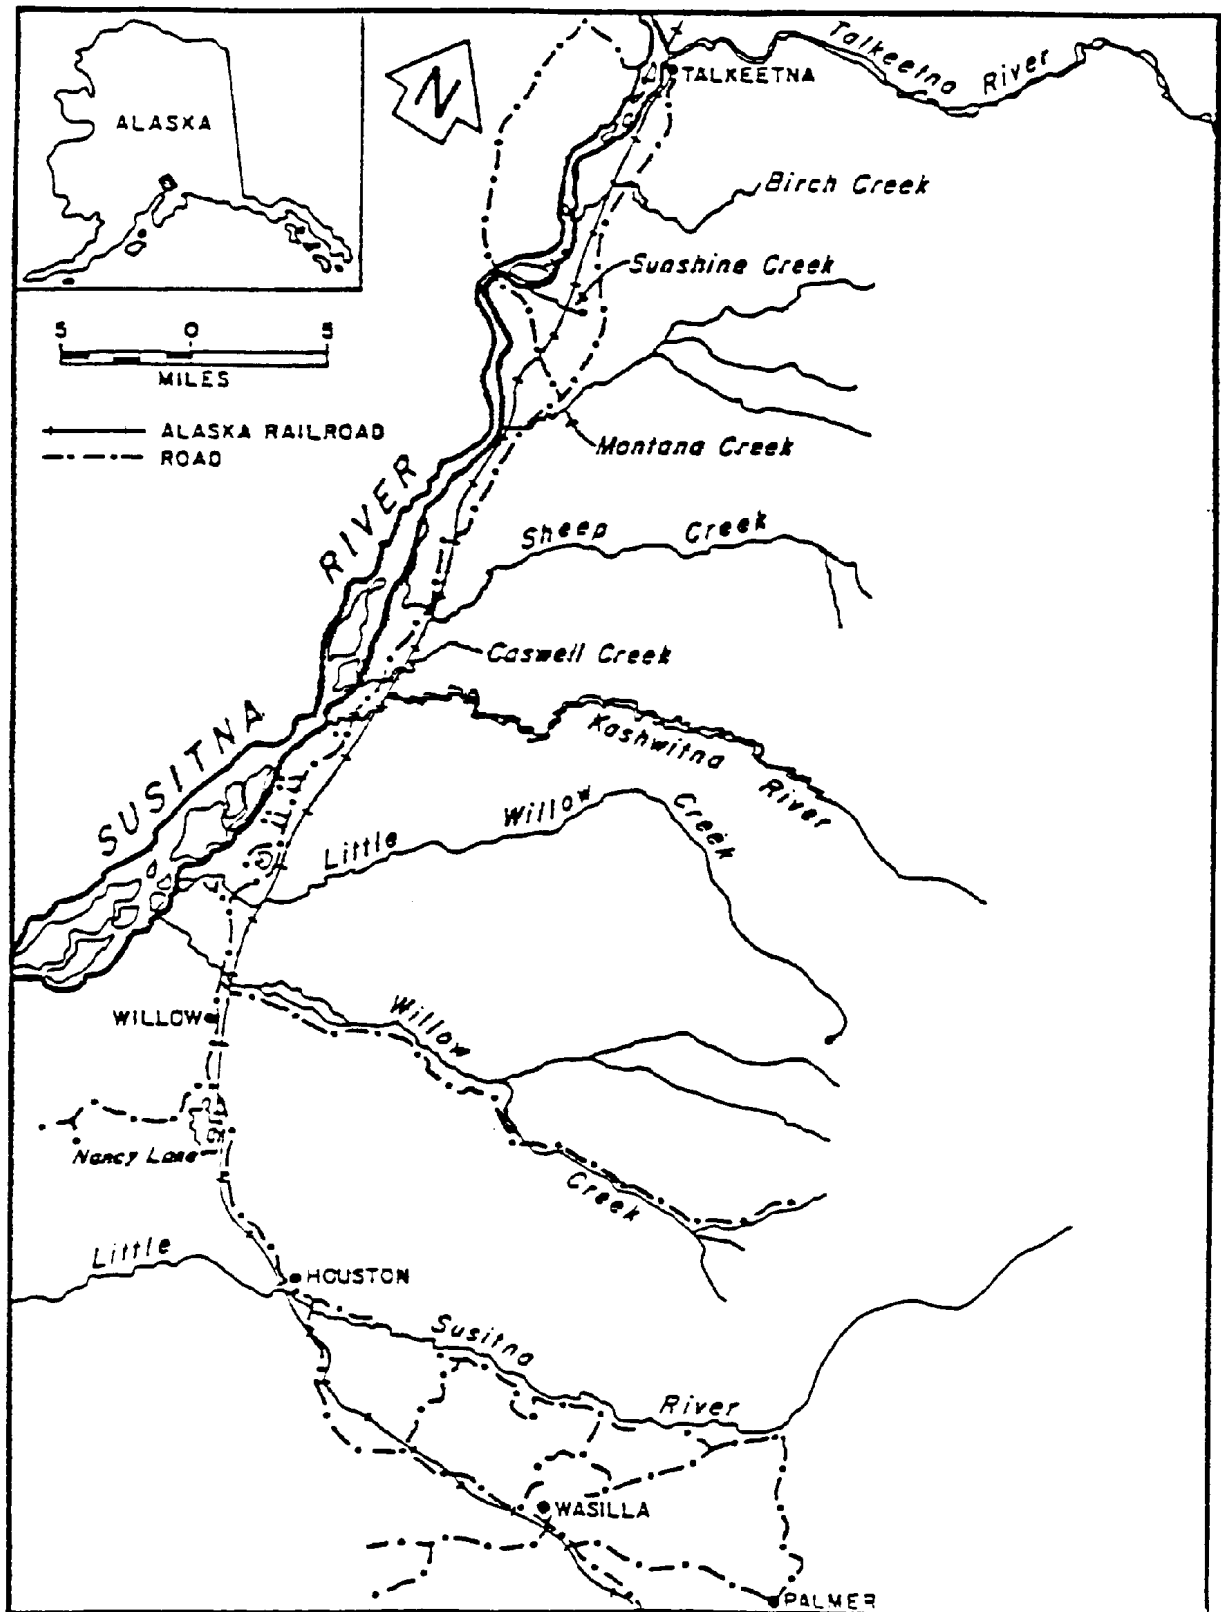 ALASKA
N
TALKEETNA
Talkeetna River
Birch Creek
Sunshine Creek
5 0 5
MILES
ALASKA RAILROAD
ROAD
Montana Creek
SUSITNA RIVER
Sheep Creek
Caswell Creek
Kashwitna River
Little Willow Creek
WILLOW
Willow Creek
Nancy Lake
Little Susitna River
HOUSTON
WASILLA
PALMER